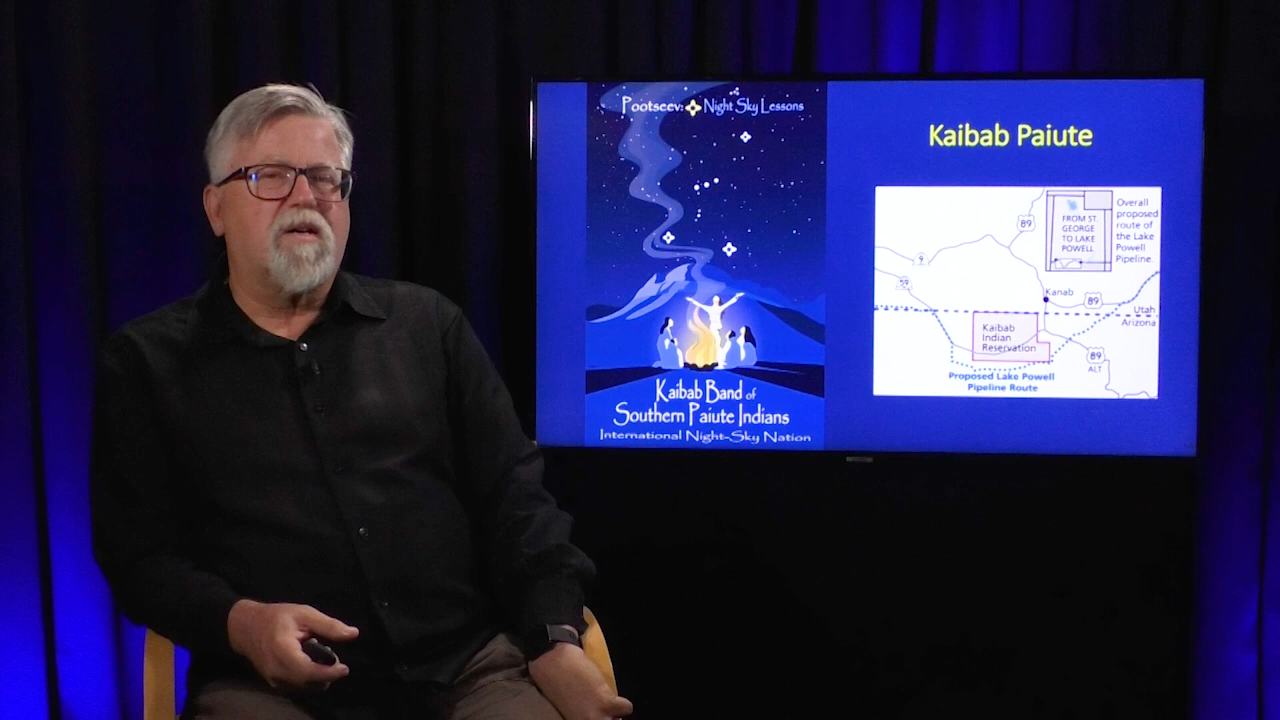 Pootseev: Night Sky Lessons
Kaibab Band of
Southern Paiute Indians
International Night-Sky Nation
Kaibab Paiute
89
9
59
FROM ST.
GEORGE
TO LAKE
POWELL
Overall
proposed
route of
the Lake
Powell
Pipeline.
Kanab
89
Utah
Arizona
Kaibab
Indian
Reservation
89
ALT
Proposed Lake Powell
Pipeline Route